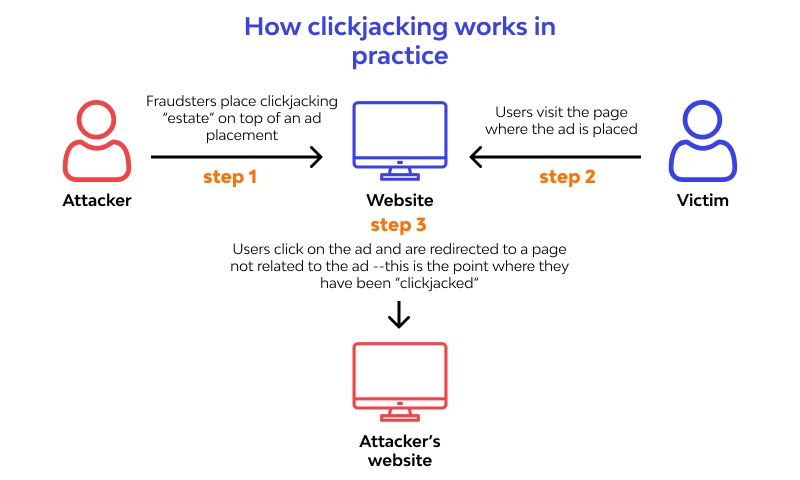 How clickjacking works in
practice
Fraudsters place clickjacking
“estate” on top of an ad
placement
step 1
Attacker
Website
Users visit the page
where the ad is placed
step 2
Victim
step 3
Users click on the ad and are redirected to a page
not related to the ad --this is the point where they
have been “clickjacked”
Attacker’s
website